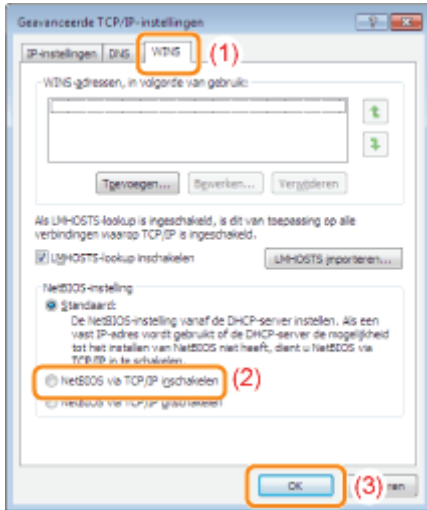 Geavanceerde TCP/IP-instellingen
IP-instellingen DNS WINS (1)
WINS-adressen, in volgorde van gebruik:
Toevoegen... Bewerken... Verwijderen
Als LMHOSTS-lookup is ingeschakeld, is dit van toepassing op alle
verbindingen waarop TCP/IP is ingeschakeld.
LMHOSTS-lookup inschakelen LMHOSTS importeren...
NetBIOS-instelling
Standaard:
De NetBIOS-instelling vanaf de DHCP-server instellen. Als een
vast IP-adres wordt gebruikt of de DHCP-server de mogelijkheid
tot het instellen van NetBIOS niet heeft, dient u NetBIOS via
TCP/IP in te schakelen.
NetBIOS via TCP/IP inschakelen (2)
NetBIOS via TCP/IP uitschakelen
OK (3) ren